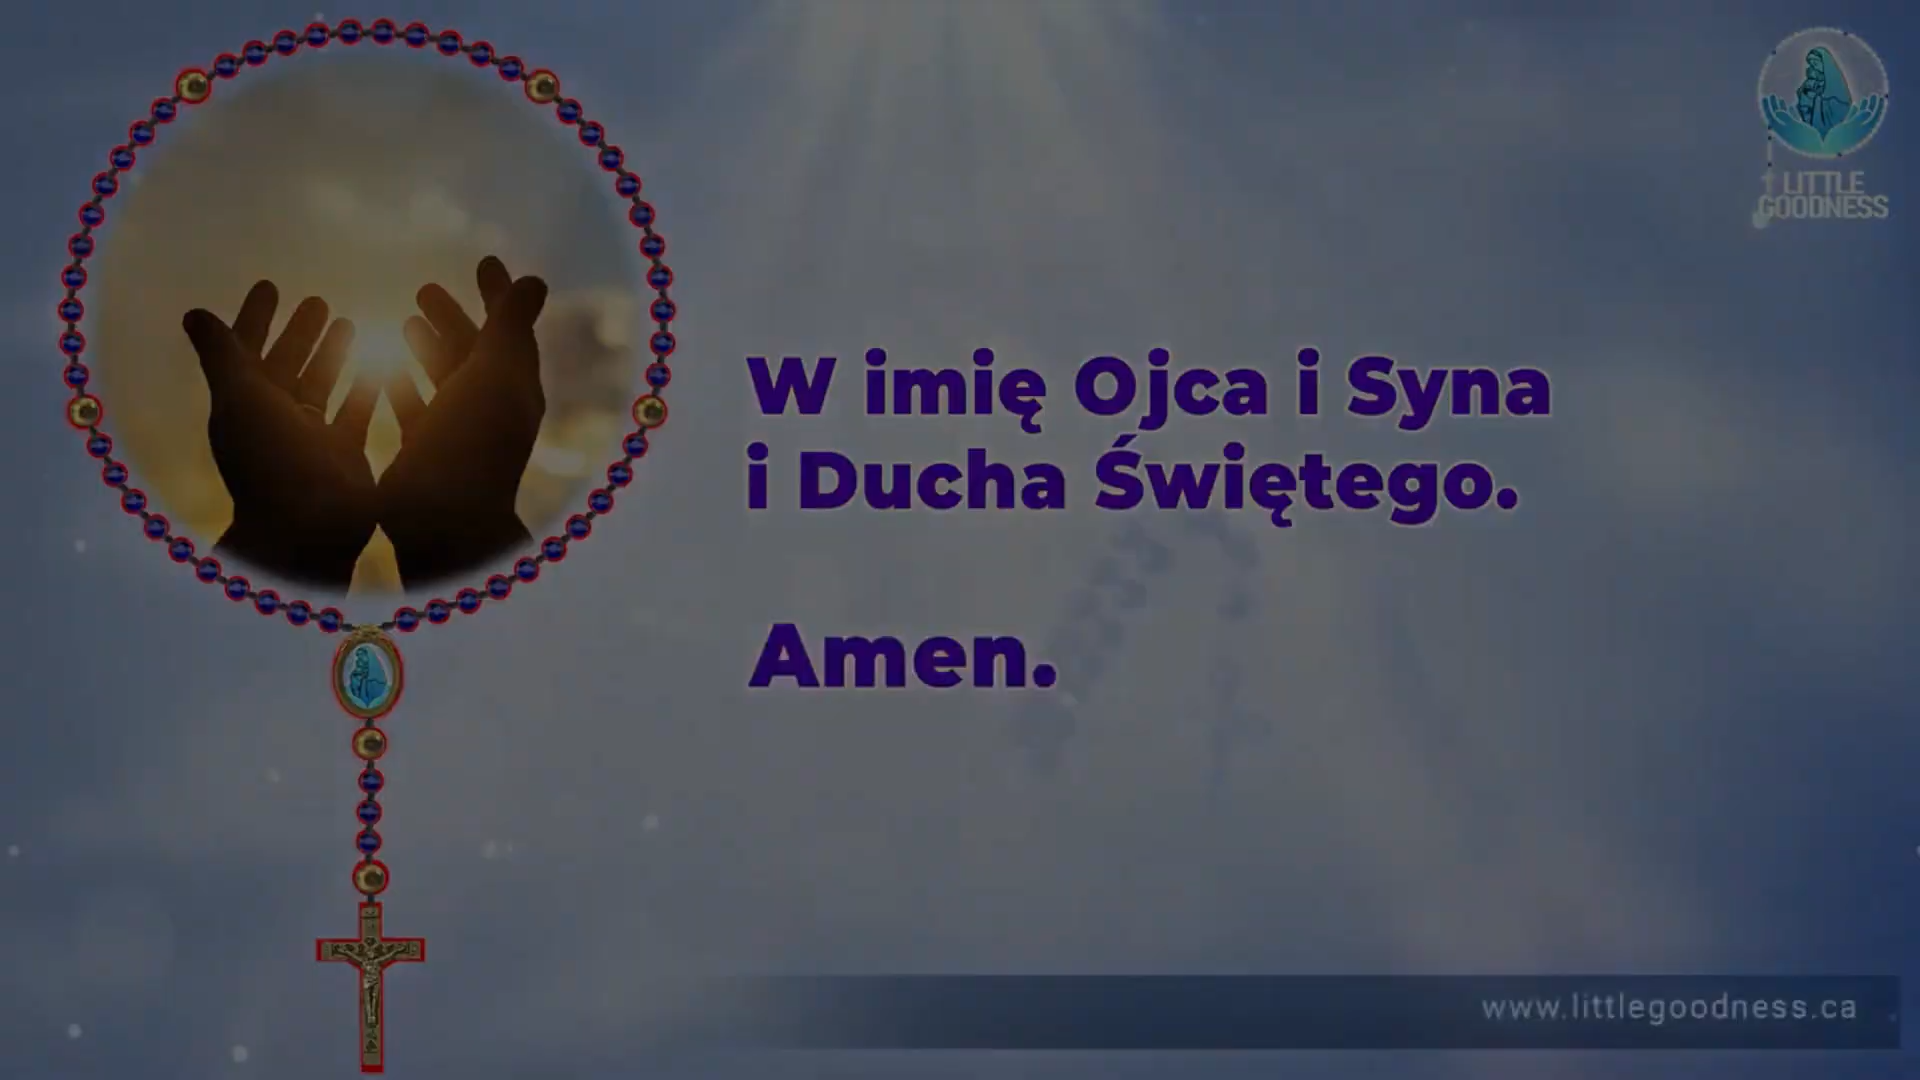 LITTLE
GOODNESS
W imię Ojca i Syna
i Ducha Świętego.
Amen.
www.littlegoodness.ca